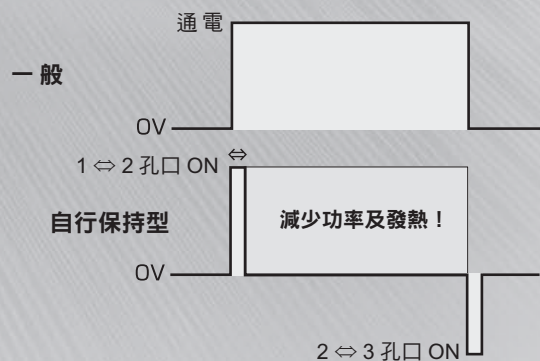 通電
一般
0V
1 ⇔ 2 孔口 ON
⇔
自行保持型
減少功率及發熱！
0V
2 ⇔ 3 孔口 ON